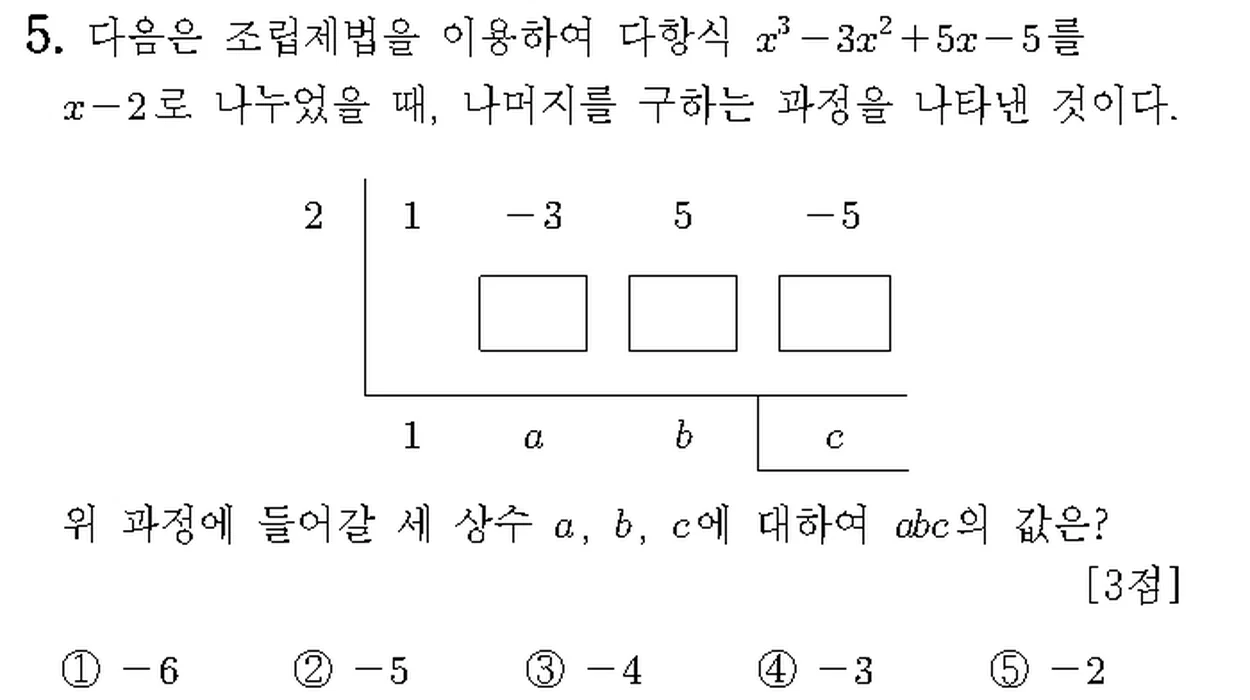 5. 다음은 조립제법을 이용하여 다항식 x³-3x²+5x-5를
x-2로 나누었을 때, 나머지를 구하는 과정을 나타낸 것이다.
2 1 -3 5 -5
1 a b c
위 과정에 들어갈 세 상수 a, b, c에 대하여 abc의 값은?
[3점]
① -6 ② -5 ③ -4 ④ -3 ⑤ -2